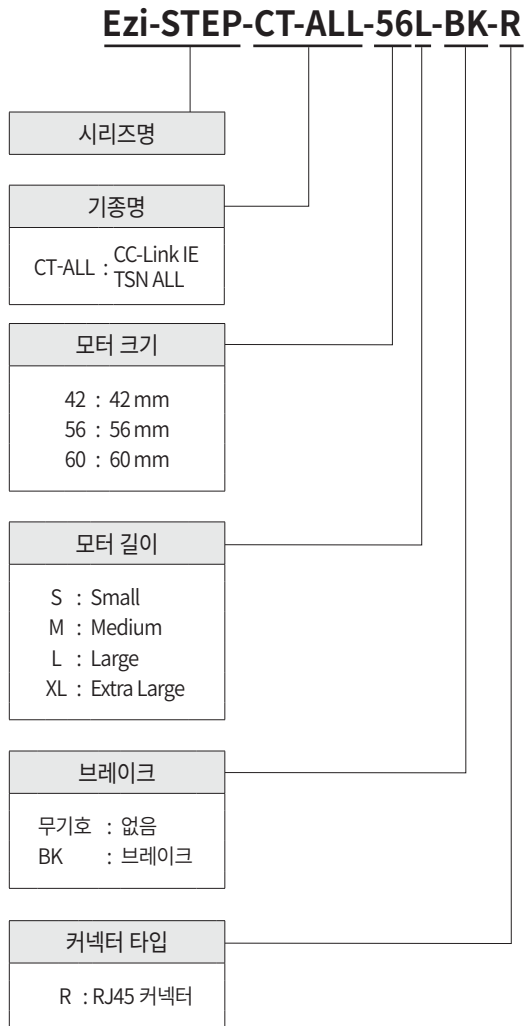 Ezi-STEP-CT-ALL-56L-BK-R
시리즈명
기종명
CT-ALL : CC-Link IE
TSN ALL
모터 크기
42 : 42 mm
56 : 56 mm
60 : 60 mm
모터 길이
S : Small
M : Medium
L : Large
XL : Extra Large
브레이크
무기호 : 없음
BK : 브레이크
커넥터 타입
R : RJ45 커넥터